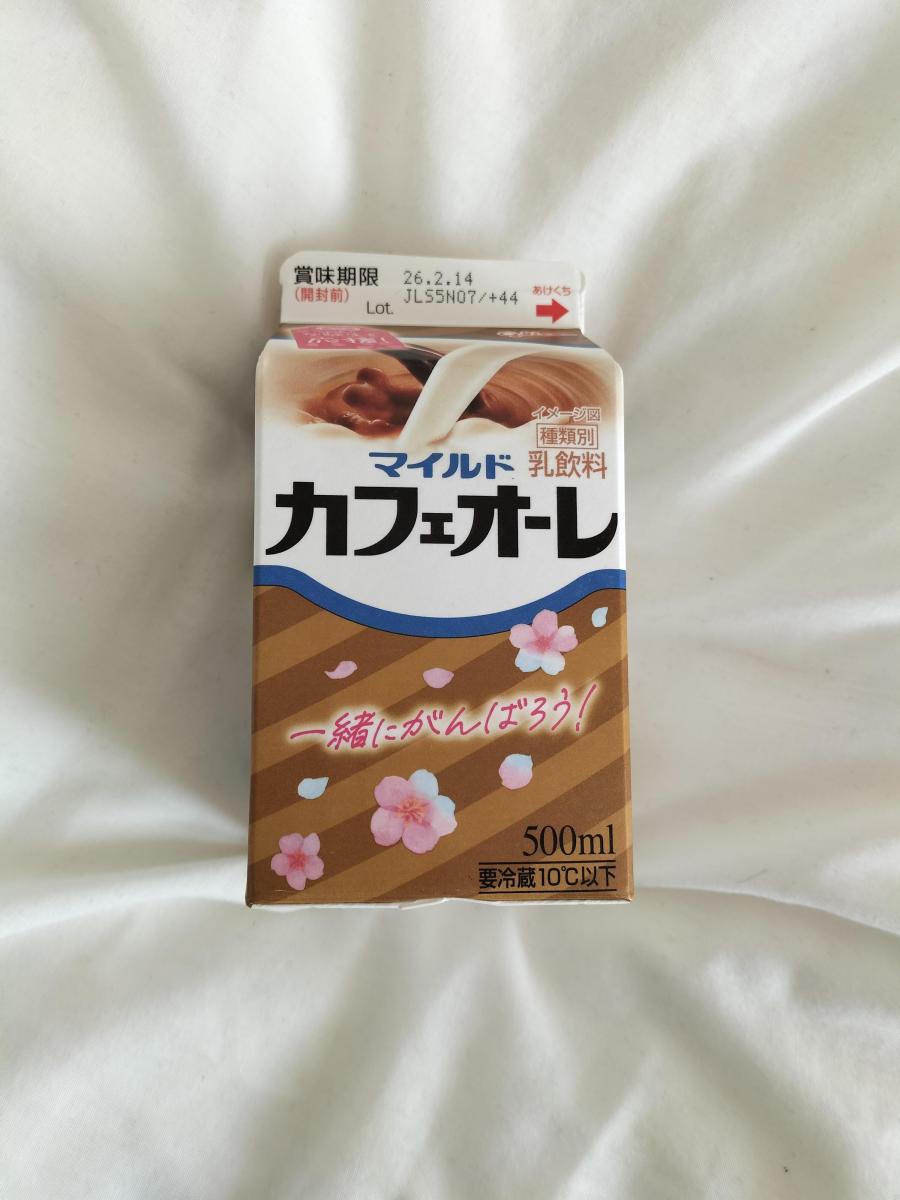 賞味期限 26.2.14
(開封前) JLS5N07/+44
Lot.
あけくち
イメージ図
種類別
乳飲料
マイルド
カフェオーレ
一緒にがんばろう!
500ml
要冷蔵10℃以下